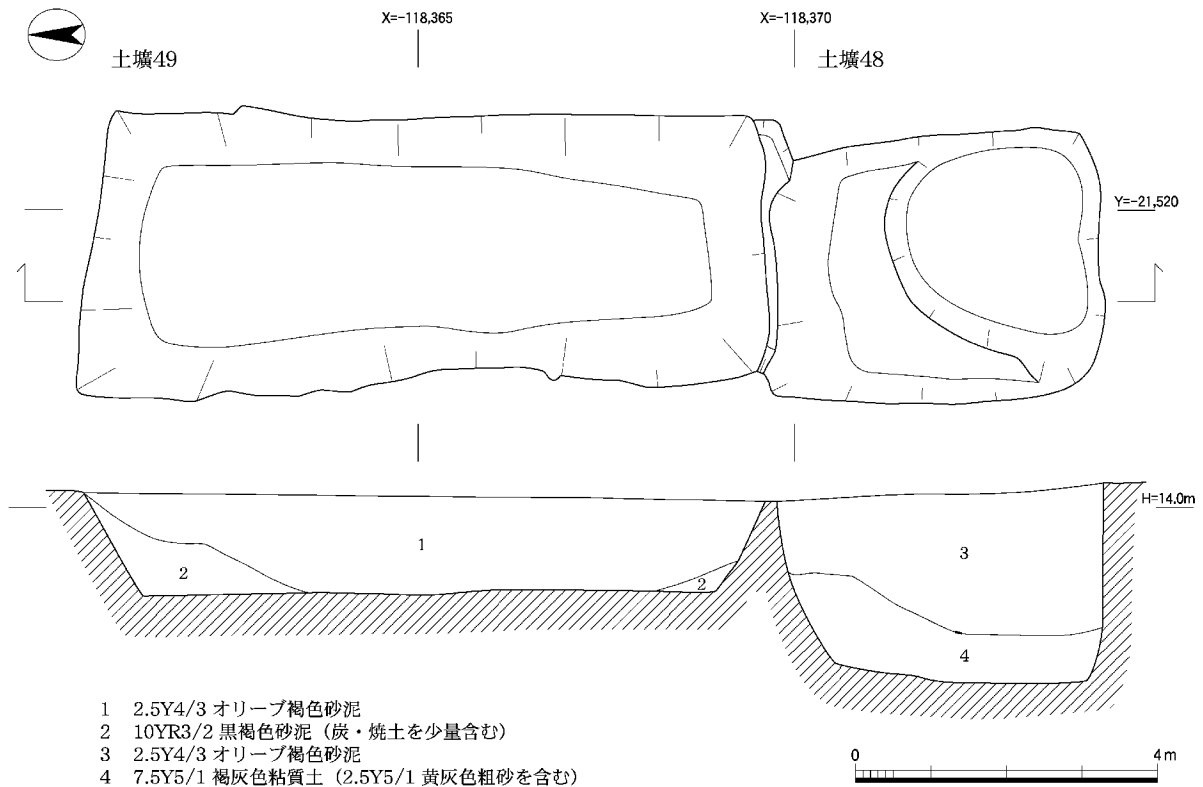 X=-118,365
X=-118,370
土壙49
土壙48
Y=-21,520
H=14.0m
1
2
2
3
4
1 2.5Y4/3 オリーブ褐色砂泥
2 10YR3/2 黒褐色砂泥（炭・焼土を少量含む）
3 2.5Y4/3 オリーブ褐色砂泥
4 7.5Y5/1 褐灰色粘質土（2.5Y5/1 黄灰色粗砂を含む）
0 4m